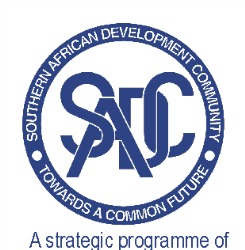 SOUTHERN AFRICAN DEVELOPMENT COMMUNITY
SADC
TOWARDS A COMMON FUTURE
A strategic programme of